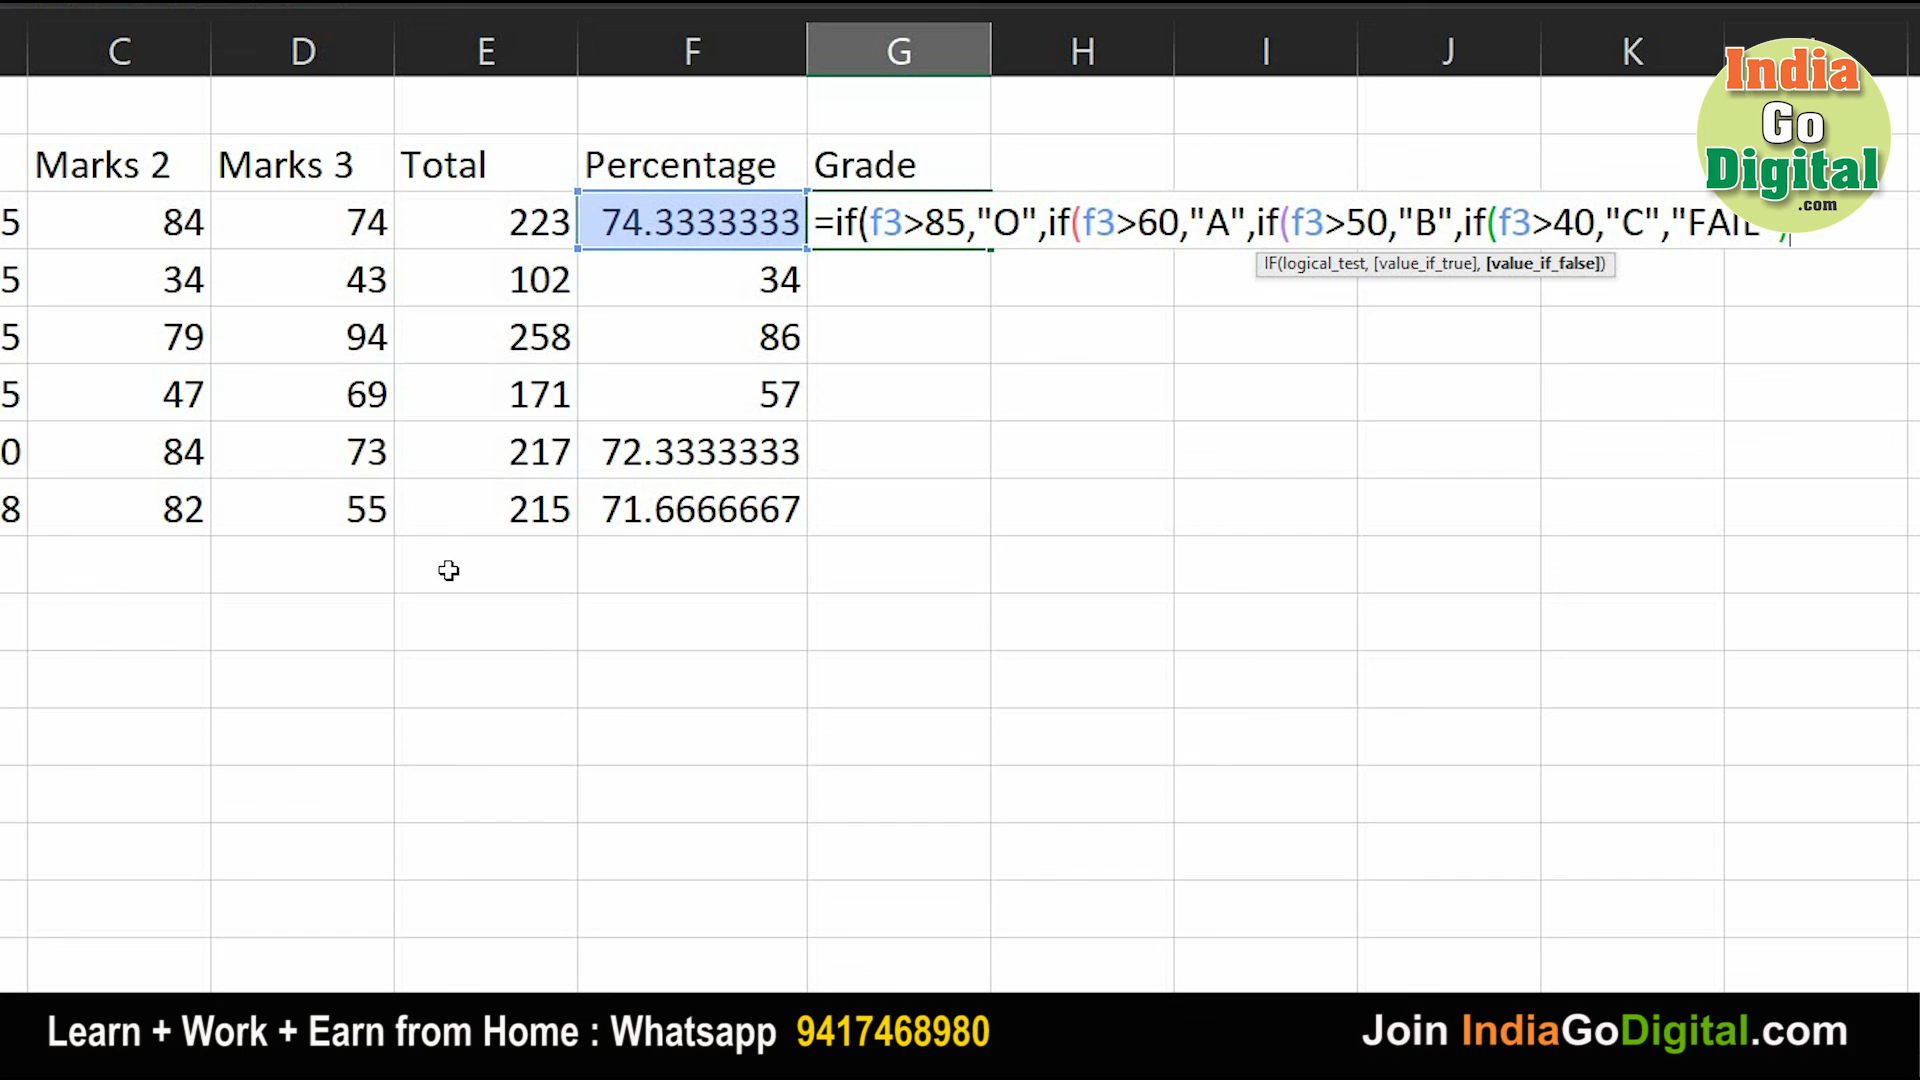 C D E F G H I J K
India
Go
Digital
.com
Marks 2 Marks 3 Total Percentage Grade
5 84 74 223 74.3333333 =if(f3>85,"O",if(f3>60,"A",if(f3>50,"B",if(f3>40,"C","FAIL
IF(logical_test, [value_if_true], [value_if_false])
5 34 43 102 34
5 79 94 258 86
5 47 69 171 57
0 84 73 217 72.3333333
8 82 55 215 71.6666667
Learn + Work + Earn from Home : Whatsapp 9417468980
Join IndiaGoDigital.com